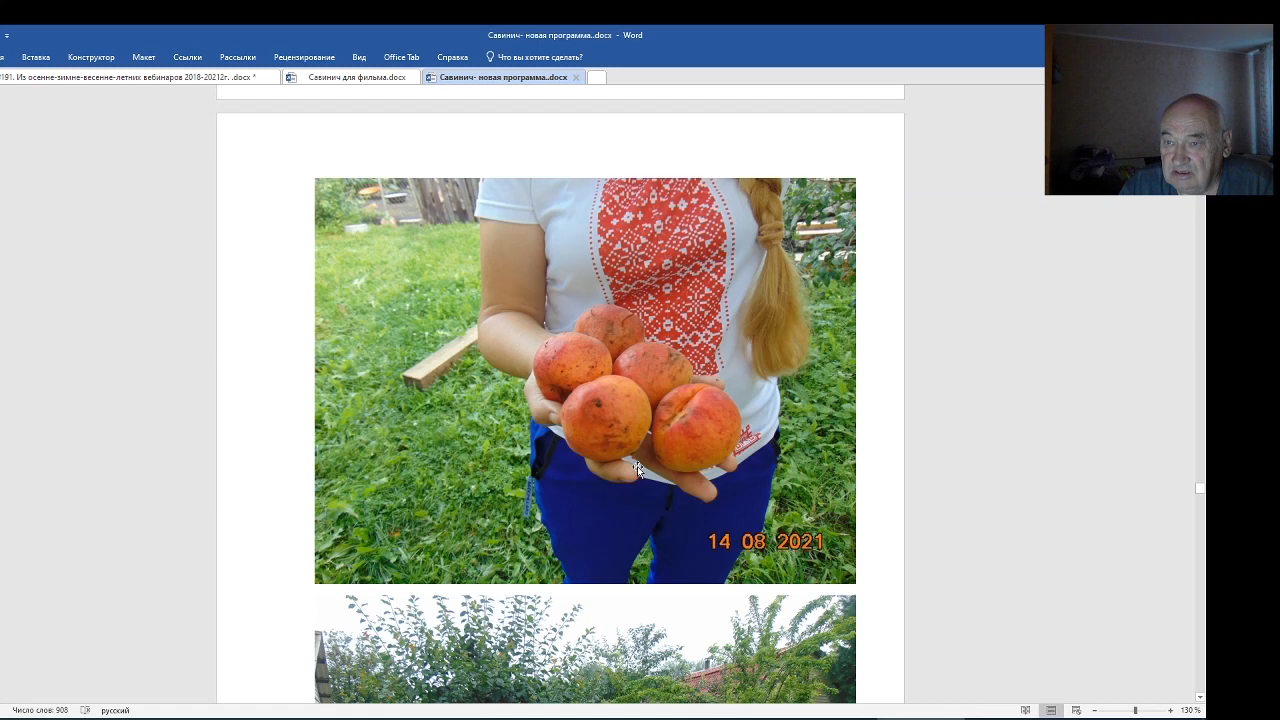 Савинич- новая программа..docx - Word
я Вставка Конструктор Макет Ссылки Рассылки Рецензирование Вид Office Tab Справка Что вы хотите сделать?
191. Из осенне-зимне-весенне-летних вебинаров 2018-20212г. .docx * Савинич для фильма.docx Савинич- новая программа..docx
14 08 2021
Число слов: 908 русский 130 %